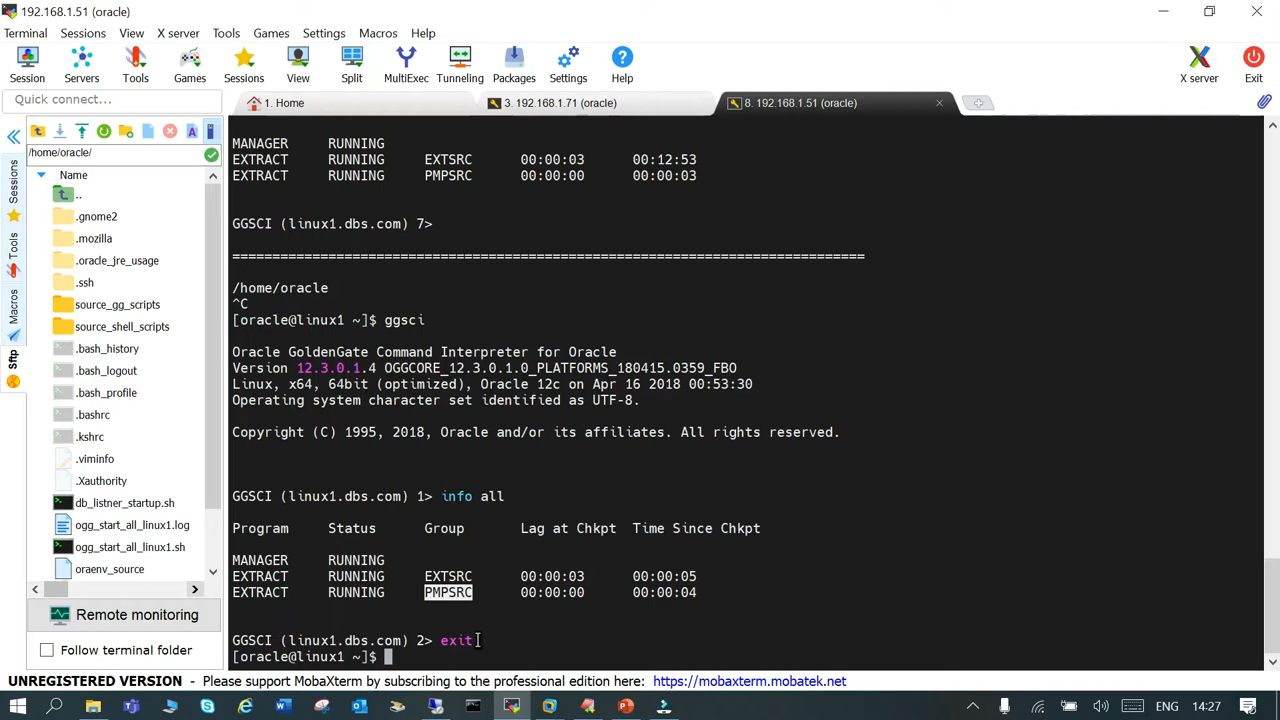 192.168.1.51 (oracle)
Terminal Sessions View X server Tools Games Settings Macros Help
Session Servers Tools Games Sessions View Split MultiExec Tunneling Packages Settings Help X server Exit
Quick connect...
1. Home
3. 192.168.1.71 (oracle)
8. 192.168.1.51 (oracle)
/home/oracle/
Name
..
.gnome2
.mozilla
.oracle_jre_usage
.ssh
source_gg_scripts
source_shell_scripts
.bash_history
.bash_logout
.bash_profile
.bashrc
.kshrc
.viminfo
.Xauthority
db_listner_startup.sh
ogg_start_all_linux1.log
ogg_start_all_linux1.sh
oraenv_source
Remote monitoring
Follow terminal folder
Sessions
Tools
Macros
Sftp
MANAGER RUNNING
EXTRACT RUNNING EXTSRC 00:00:03 00:12:53
EXTRACT RUNNING PMPSRC 00:00:00 00:00:03
GGSCI (linux1.dbs.com) 7>
===============================================================================
/home/oracle
^C
[oracle@linux1 ~]$ ggsci
Oracle GoldenGate Command Interpreter for Oracle
Version 12.3.0.1.4 OGGCORE_12.3.0.1.0_PLATFORMS_180415.0359_FBO
Linux, x64, 64bit (optimized), Oracle 12c on Apr 16 2018 00:53:30
Operating system character set identified as UTF-8.
Copyright (C) 1995, 2018, Oracle and/or its affiliates. All rights reserved.
GGSCI (linux1.dbs.com) 1> info all
Program Status Group Lag at Chkpt Time Since Chkpt
MANAGER RUNNING
EXTRACT RUNNING EXTSRC 00:00:03 00:00:05
EXTRACT RUNNING PMPSRC 00:00:00 00:00:04
GGSCI (linux1.dbs.com) 2> exit
[oracle@linux1 ~]$
UNREGISTERED VERSION - Please support MobaXterm by subscribing to the professional edition here: https://mobaxterm.mobatek.net
ENG 14:27